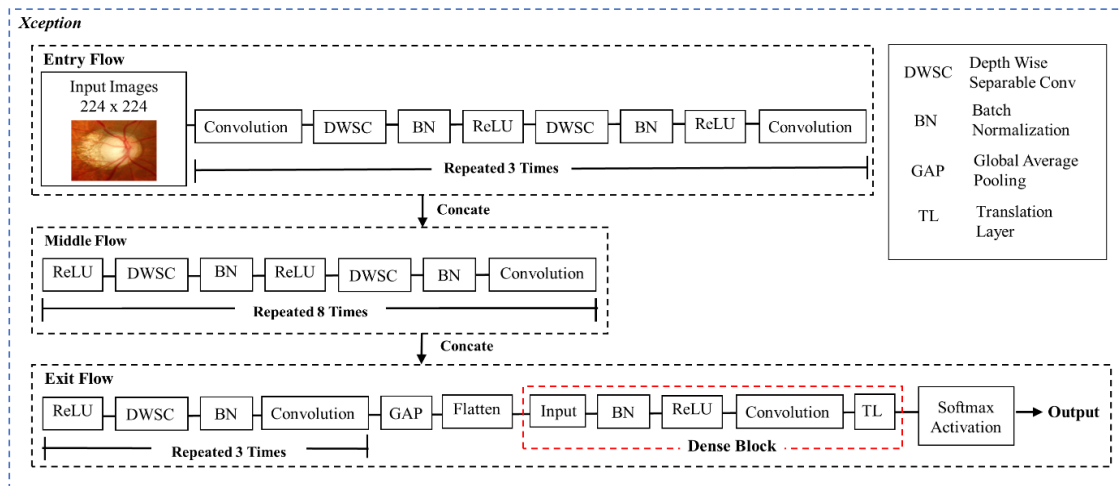 Xception
Entry Flow
Input Images
224 x 224
Convolution
DWSC
BN
ReLU
DWSC
BN
ReLU
Convolution
Repeated 3 Times
DWSC Depth Wise
Separable Conv
BN Batch
Normalization
GAP Global Average
Pooling
TL Translation
Layer
Concate
Middle Flow
ReLU
DWSC
BN
ReLU
DWSC
BN
Convolution
Repeated 8 Times
Concate
Exit Flow
ReLU
DWSC
BN
Convolution
GAP
Flatten
Input
BN
ReLU
Convolution
TL
Softmax
Activation
Output
Repeated 3 Times
Dense Block